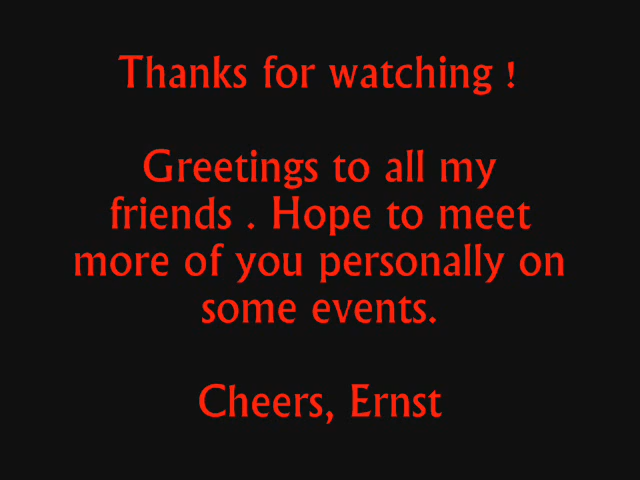 Thanks for watching !
Greetings to all my
friends . Hope to meet
more of you personally on
some events.
Cheers, Ernst